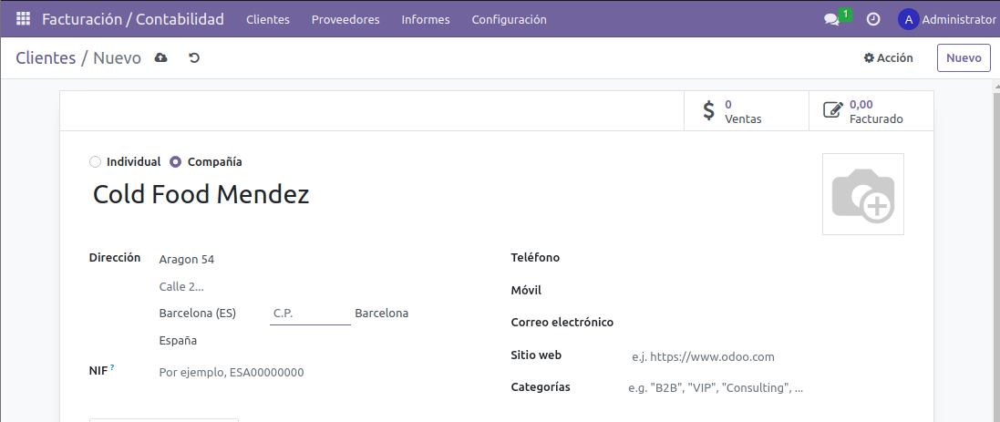 Facturación / Contabilidad Clientes Proveedores Informes Configuración 1 A Administrator
Clientes / Nuevo Acción Nuevo
$ 0 Ventas
0,00 Facturado
Individual Compañía
Cold Food Mendez
Dirección Aragon 54
Calle 2...
Barcelona (ES) C.P. Barcelona
España
NIF ? Por ejemplo, ESA00000000
Teléfono
Móvil
Correo electrónico
Sitio web e.j. https://www.odoo.com
Categorías e.g. "B2B", "VIP", "Consulting", ...